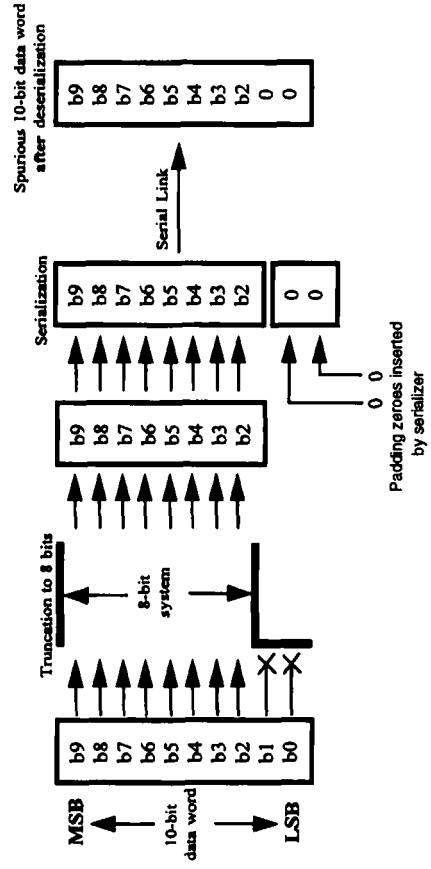 MSB
10-bit
data word
LSB
b9
b8
b7
b6
b5
b4
b3
b2
b1
b0
Truncation to 8 bits
8-bit
system
b9
b8
b7
b6
b5
b4
b3
b2
Serialization
b9
b8
b7
b6
b5
b4
b3
b2
0
0
0
0
Padding zeroes inserted
by serializer
Serial Link
Spurious 10-bit data word
after deserialization
b9
b8
b7
b6
b5
b4
b3
b2
0
0